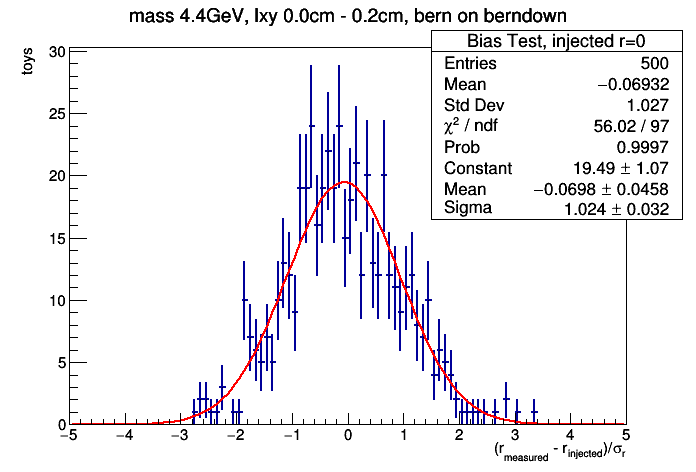 mass 4.4GeV, lxy 0.0cm - 0.2cm, bern on berndown
toys
Bias Test, injected r=0
Entries 500
Mean −0.06932
Std Dev 1.027
χ² / ndf 56.02 / 97
Prob 0.9997
Constant 19.49 ± 1.07
Mean −0.0698 ± 0.0458
Sigma 1.024 ± 0.032
30
25
20
15
10
5
0
−5 −4 −3 −2 −1 0 1 2 3 4 5
(r_measured - r_injected)/σ_r